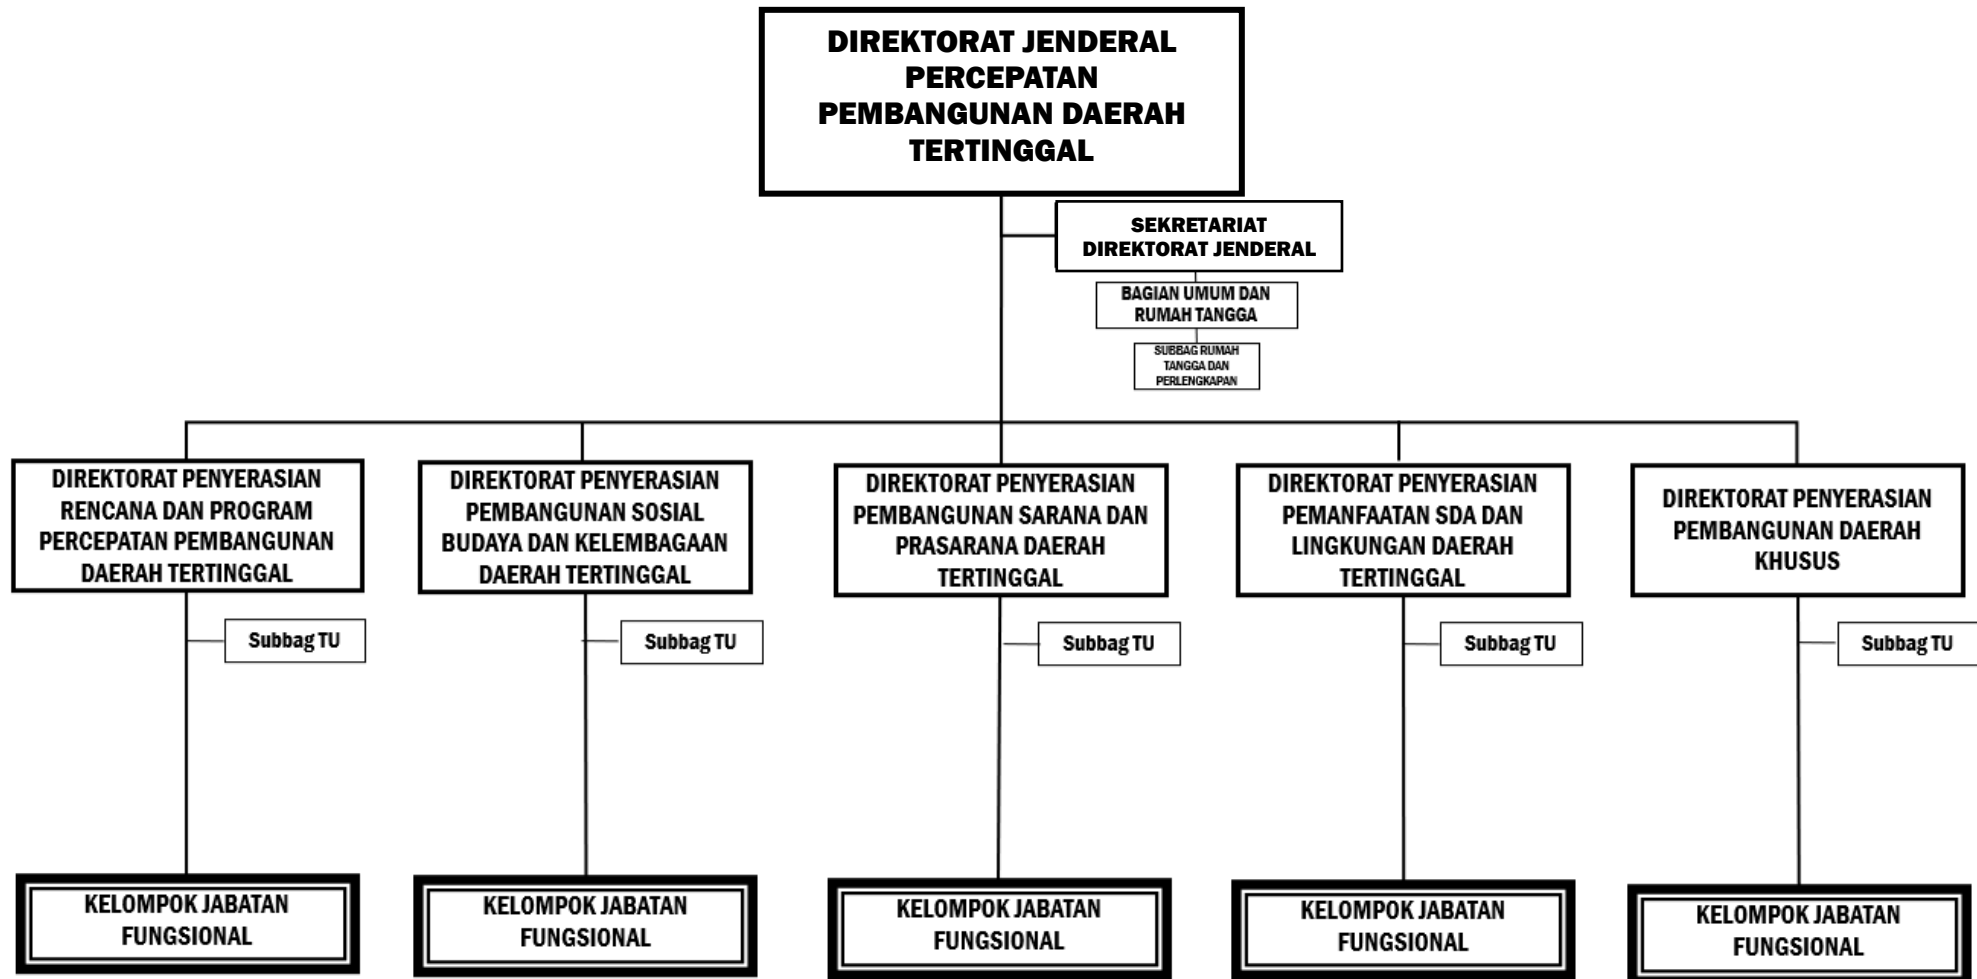 DIREKTORAT JENDERAL
PERCEPATAN
PEMBANGUNAN DAERAH
TERTINGGAL
SEKRETARIAT
DIREKTORAT JENDERAL
BAGIAN UMUM DAN
RUMAH TANGGA
SUBBAG RUMAH
TANGGA DAN
PERLENGKAPAN
DIREKTORAT PENYERASIAN
RENCANA DAN PROGRAM
PERCEPATAN PEMBANGUNAN
DAERAH TERTINGGAL
DIREKTORAT PENYERASIAN
PEMBANGUNAN SOSIAL
BUDAYA DAN KELEMBAGAAN
DAERAH TERTINGGAL
DIREKTORAT PENYERASIAN
PEMBANGUNAN SARANA DAN
PRASARANA DAERAH
TERTINGGAL
DIREKTORAT PENYERASIAN
PEMANFAATAN SDA DAN
LINGKUNGAN DAERAH
TERTINGGAL
DIREKTORAT PENYERASIAN
PEMBANGUNAN DAERAH
KHUSUS
Subbag TU
Subbag TU
Subbag TU
Subbag TU
Subbag TU
KELOMPOK JABATAN
FUNGSIONAL
KELOMPOK JABATAN
FUNGSIONAL
KELOMPOK JABATAN
FUNGSIONAL
KELOMPOK JABATAN
FUNGSIONAL
KELOMPOK JABATAN
FUNGSIONAL